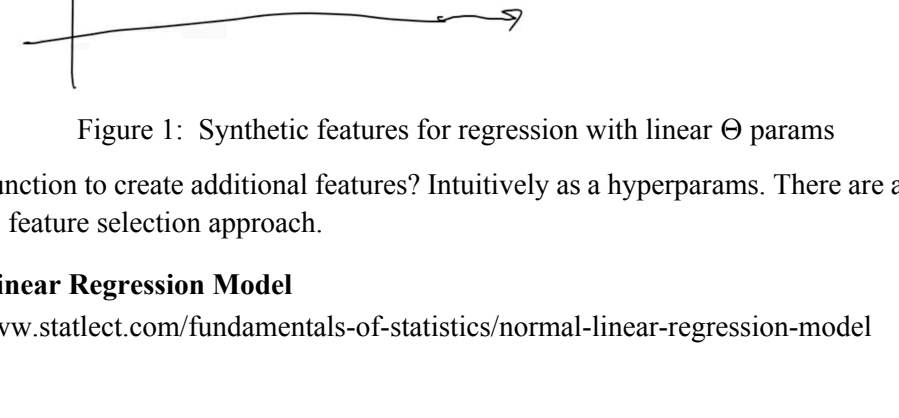 Figure 1: Synthetic features for regression with linear Θ params
unction to create additional features? Intuitively as a hyperparams. There are a
feature selection approach.
inear Regression Model
ww.statlect.com/fundamentals-of-statistics/normal-linear-regression-model